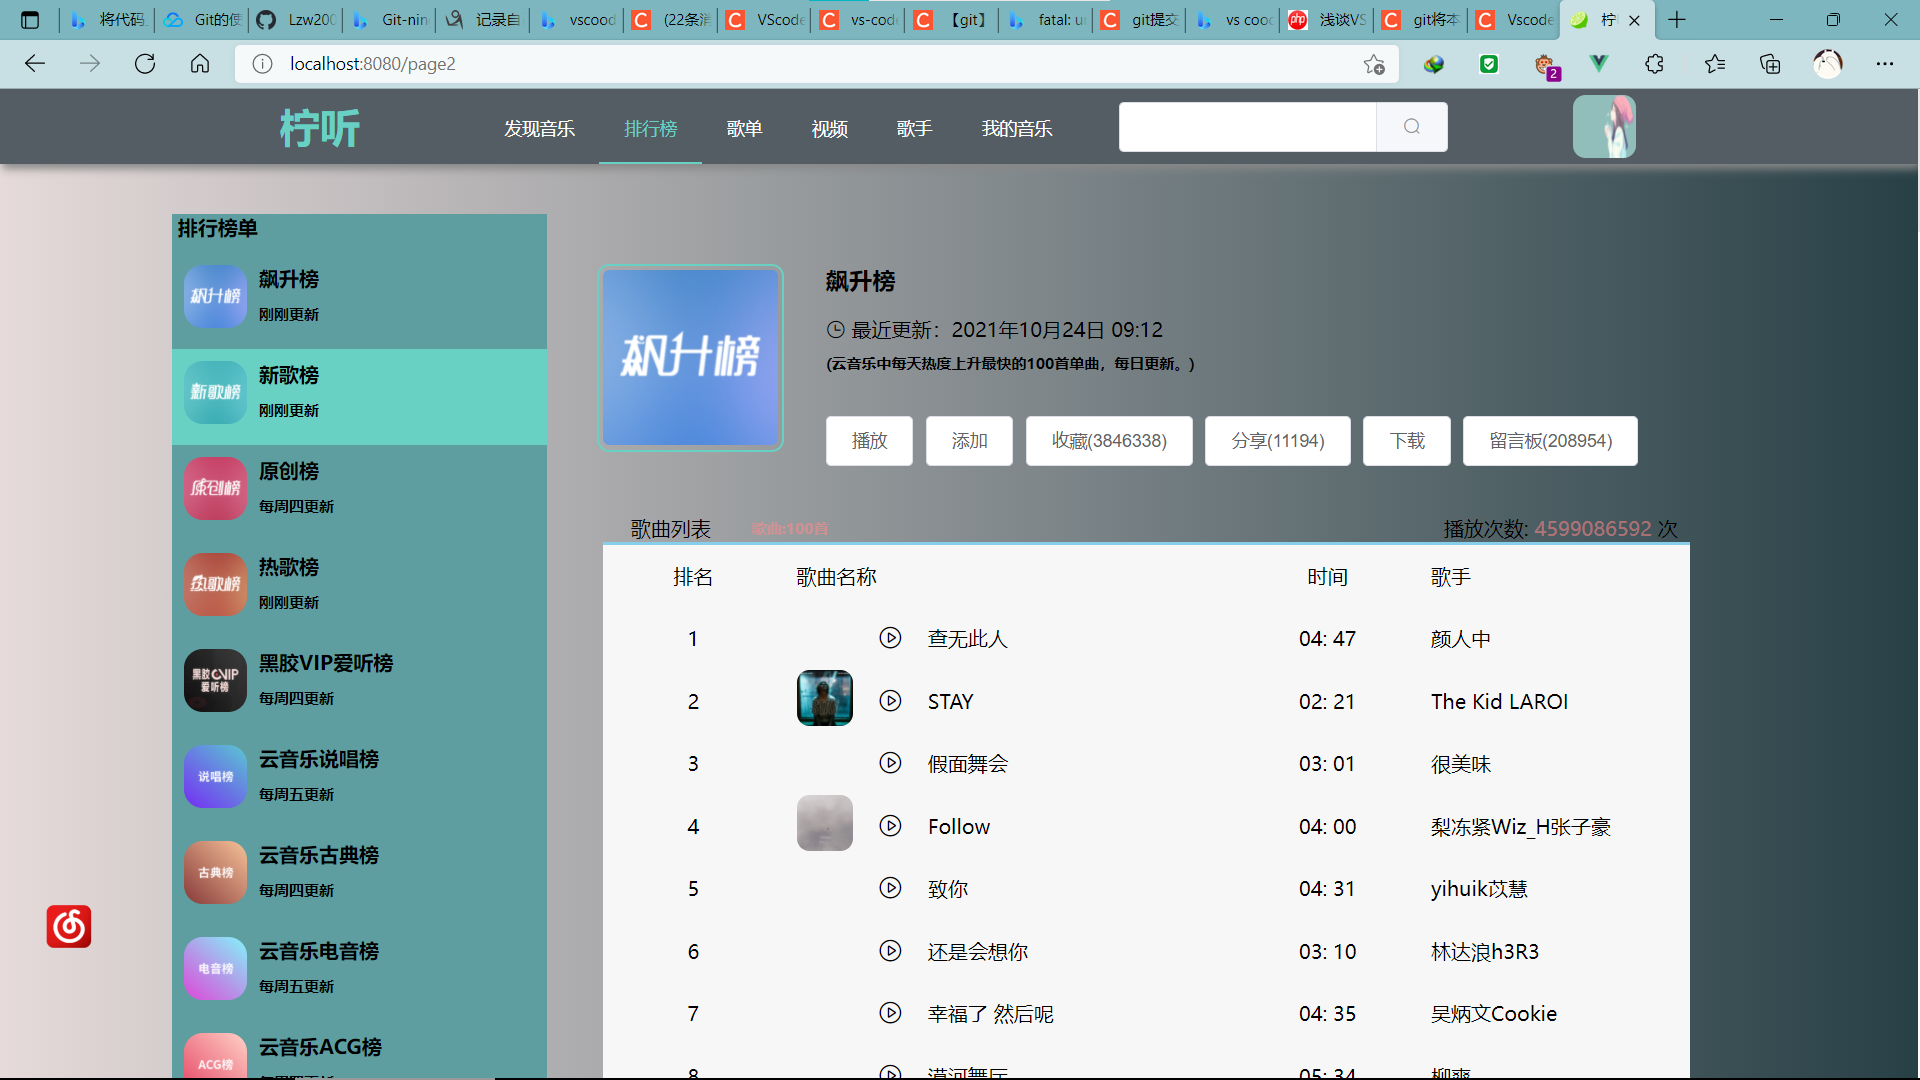 将代码 Git的使 Lzw200 Git-nin 记录自 vscod (22条消 VScode vs-code 【git】 fatal: u git提交 vs cood 浅谈VS git将本 Vscode 柠
localhost:8080/page2
2
柠听 发现音乐 排行榜 歌单 视频 歌手 我的音乐
排行榜单
飙升榜
飙升榜
刚刚更新
新歌榜
新歌榜
刚刚更新
原创榜
原创榜
每周四更新
热歌榜
热歌榜
刚刚更新
黑胶VIP爱听榜
黑胶VIP爱听榜
每周四更新
说唱榜
云音乐说唱榜
每周五更新
古典榜
云音乐古典榜
每周四更新
电音榜
云音乐电音榜
每周五更新
ACG榜
云音乐ACG榜
飙升榜
飙升榜
最近更新：2021年10月24日 09:12
(云音乐中每天热度上升最快的100首单曲，每日更新。)
播放 添加 收藏(3846338) 分享(11194) 下载 留言板(208954)
歌曲列表 歌曲:100首 播放次数: 4599086592 次
排名 歌曲名称 时间 歌手
1 查无此人 04: 47 颜人中
2 STAY 02: 21 The Kid LAROI
3 假面舞会 03: 01 很美味
4 Follow 04: 00 梨冻紧Wiz_H张子豪
5 致你 04: 31 yihuik苡慧
6 还是会想你 03: 10 林达浪h3R3
7 幸福了 然后呢 04: 35 吴炳文Cookie
8 漠河舞厅 05: 34 柳爽